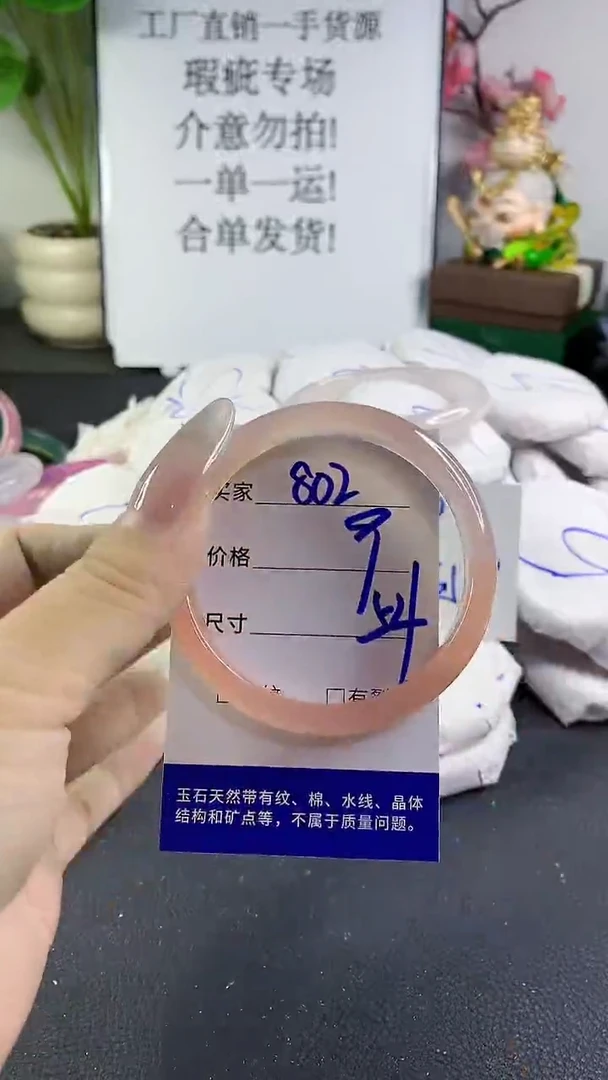 工厂直销一手货源
瑕疵专场
介意勿拍!
一单一运!
合单发货!
买家 802
价格
尺寸 54
玉石天然带有纹、棉、水线、晶体
结构和矿点等，不属于质量问题。